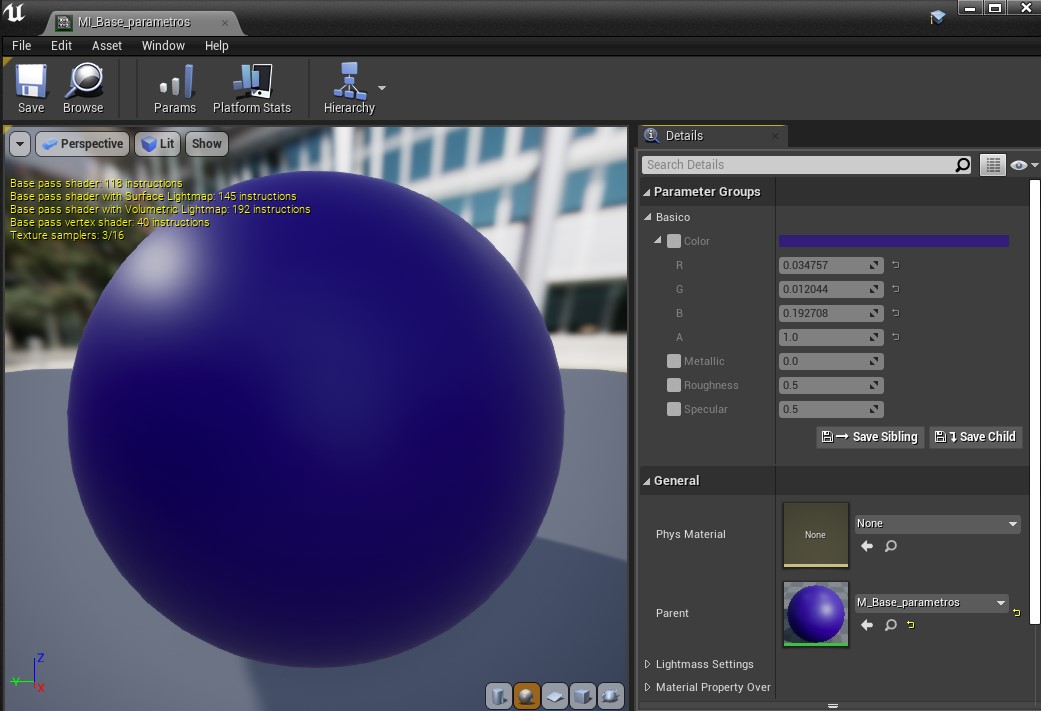 MI_Base_parametros
File Edit Asset Window Help
Save Browse Params Platform Stats Hierarchy
Perspective Lit Show
Base pass shader: 118 instructions
Base pass shader with Surface Lightmap: 145 instructions
Base pass shader with Volumetric Lightmap: 192 instructions
Base pass vertex shader: 40 instructions
Texture samplers: 3/16
Z
Y
X
Details
Search Details
Parameter Groups
Basico
Color
R 0.034757
G 0.012044
B 0.192708
A 1.0
Metallic 0.0
Roughness 0.5
Specular 0.5
Save Sibling Save Child
General
Phys Material None None
Parent M_Base_parametros
Lightmass Settings
Material Property Over